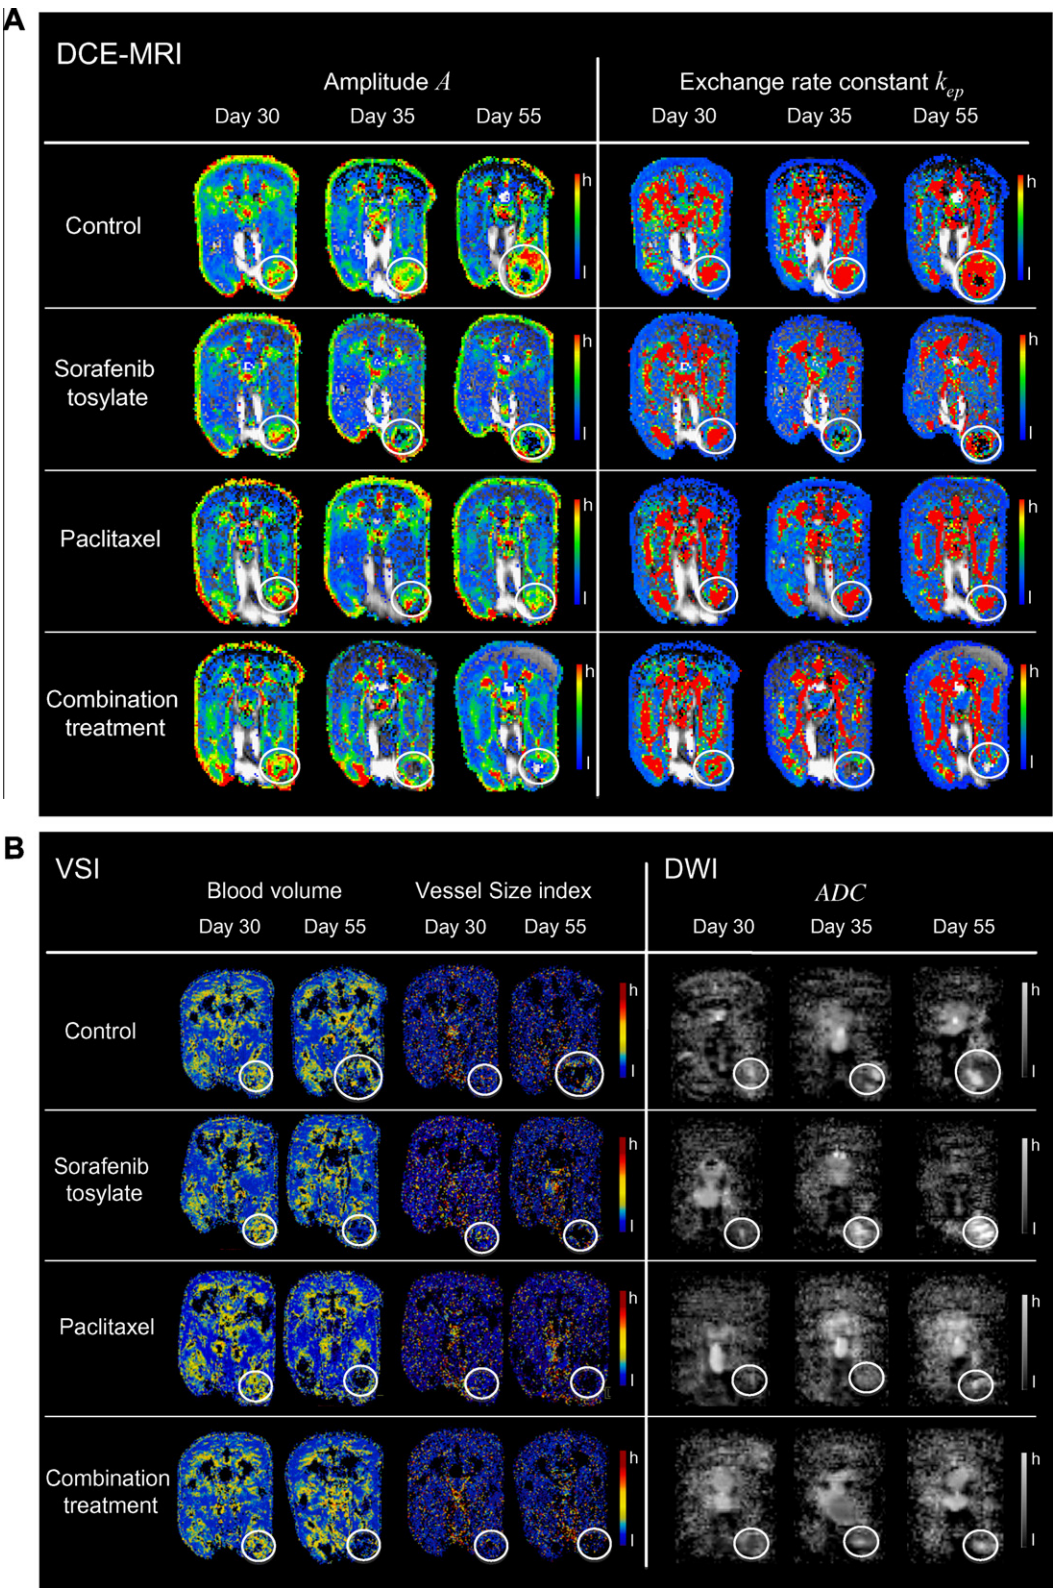 A
DCE-MRI
Amplitude A
Exchange rate constant kep
Day 30 Day 35 Day 55 Day 30 Day 35 Day 55
Control
h h
l l
Sorafenib
tosylate
h h
l l
Paclitaxel
h h
l l
Combination
treatment
h h
l l
B
VSI
DWI
Blood volume Vessel Size index ADC
Day 30 Day 55 Day 30 Day 55 Day 30 Day 35 Day 55
Control
h h
l l
Sorafenib
tosylate
h h
l l
Paclitaxel
h h
l l
Combination
treatment
h h
l l